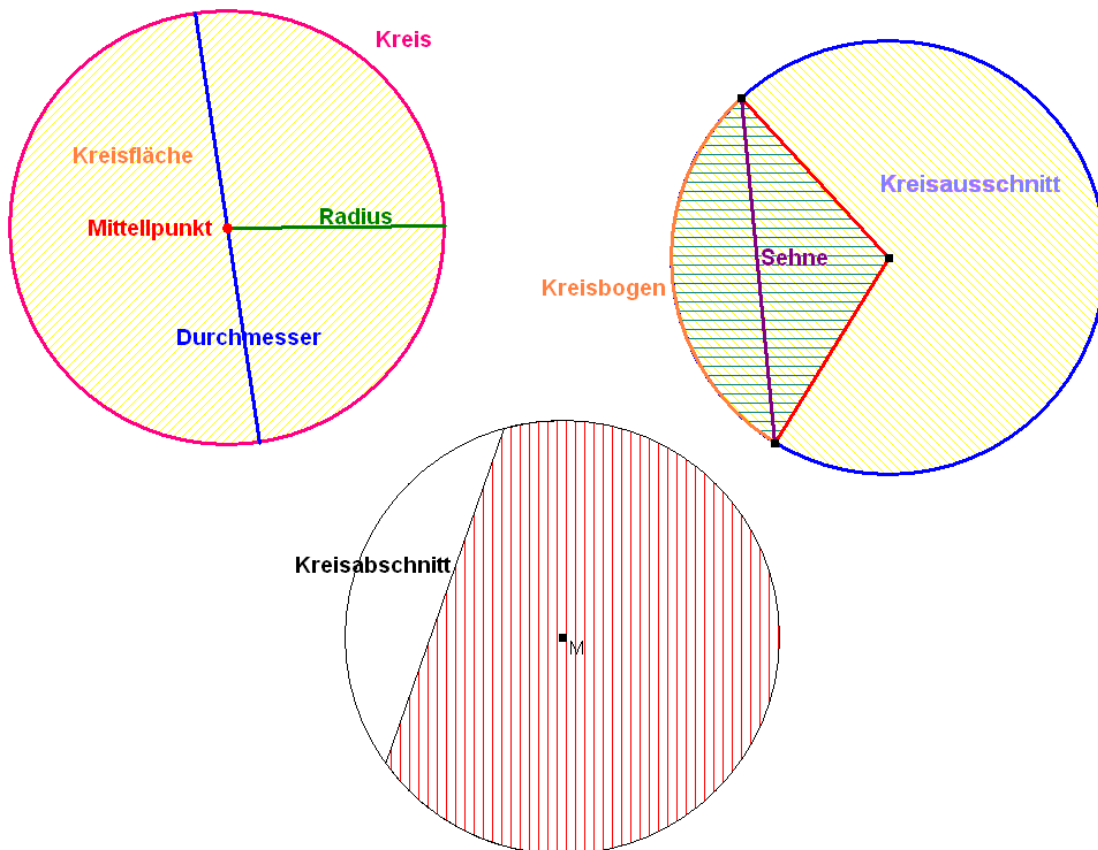 Kreis
Kreisfläche
Mittellpunkt
Radius
Durchmesser
Kreisausschnitt
Sehne
Kreisbogen
Kreisabschnitt
M